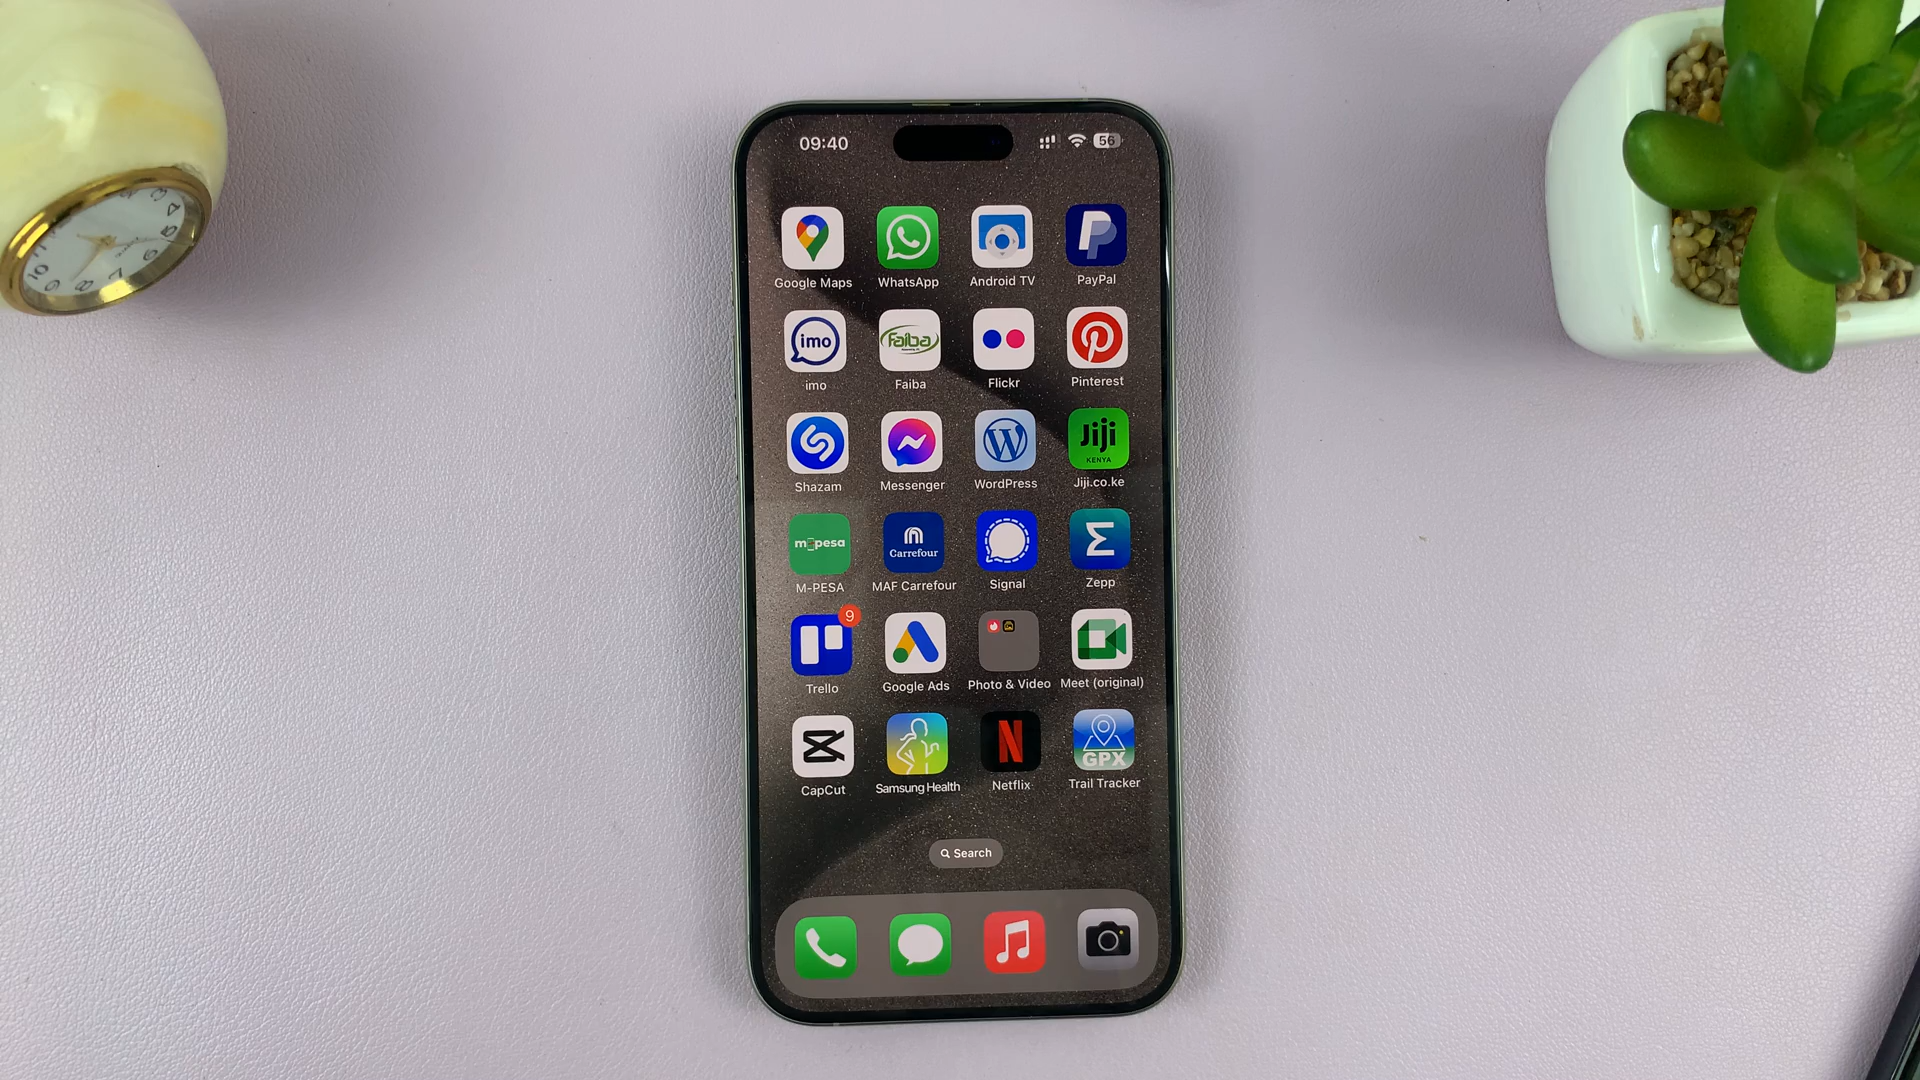 09:40 56
Google Maps WhatsApp Android TV PayPal
imo Faiba
imo Faiba Flickr Pinterest
Jiji
KENYA
Shazam Messenger WordPress Jiji.co.ke
m-pesa Carrefour
M-PESA MAF Carrefour Signal Zepp
9
Trello Google Ads Photo & Video Meet (original)
GPX
CapCut Samsung Health Netflix Trail Tracker
Search